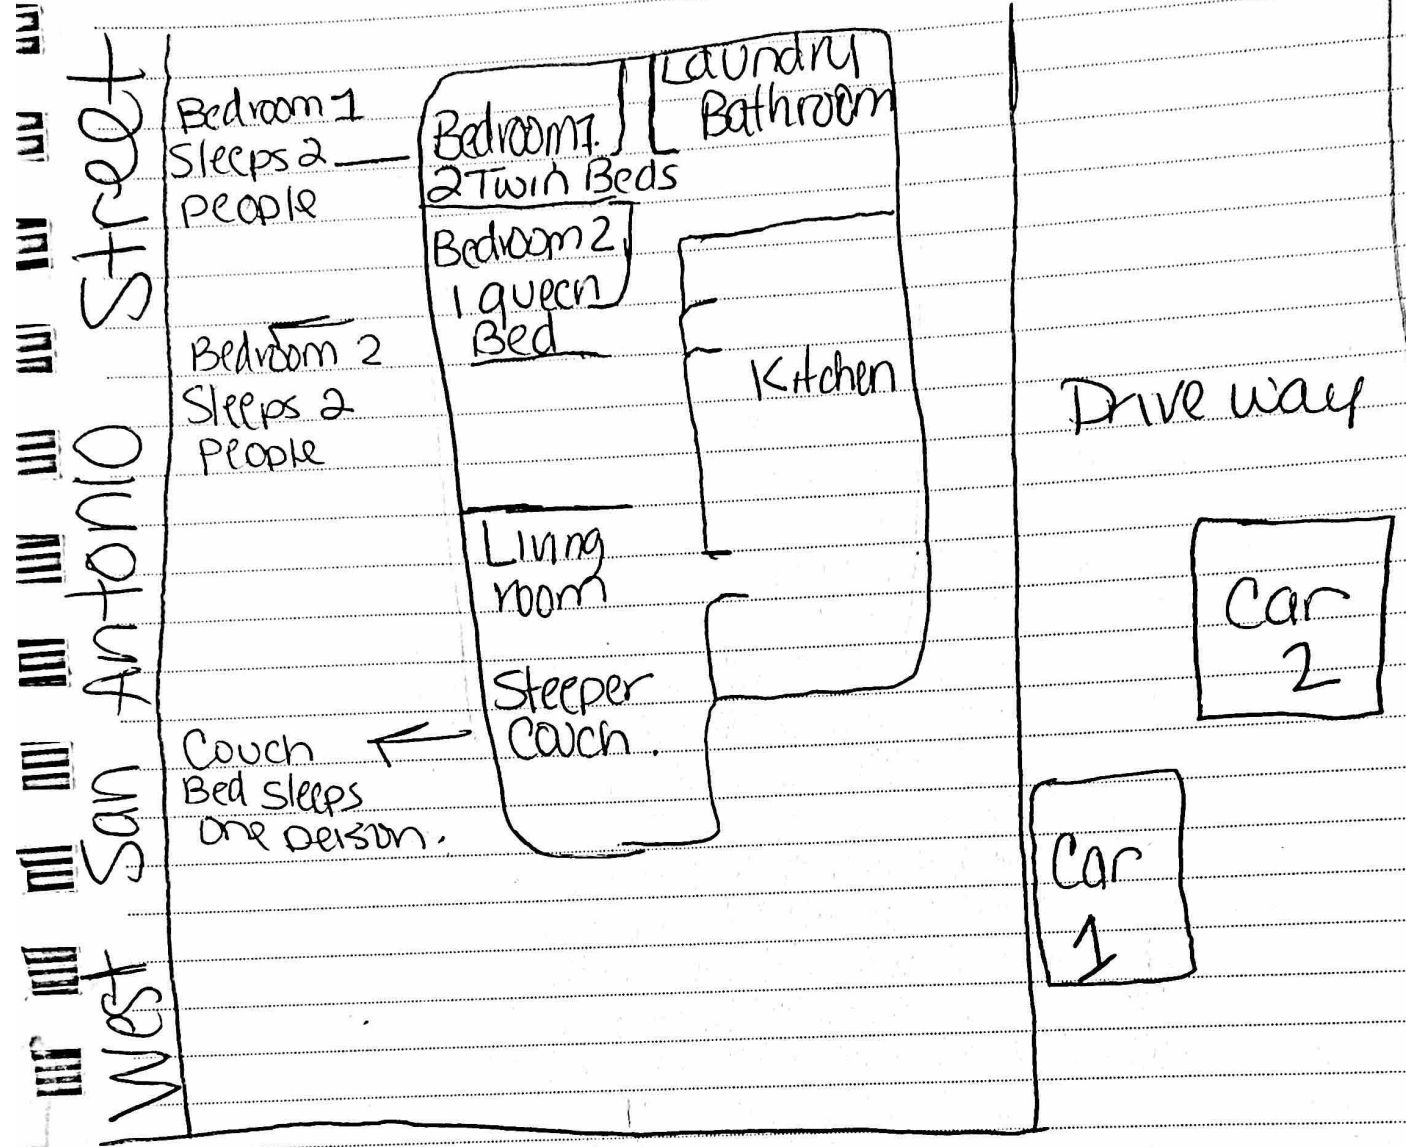 West San Antonio Street
Bedroom 1
Sleeps 2
people
Bedroom 1.
2 Twin Beds
Laundry
Bathroom
Bedroom 2
1 queen
Bed
Bedroom 2
Sleeps 2
People
Kitchen
Drive way
Living
room
Sleeper
Couch.
Couch
Bed sleeps
one person.
Car
2
Car
1